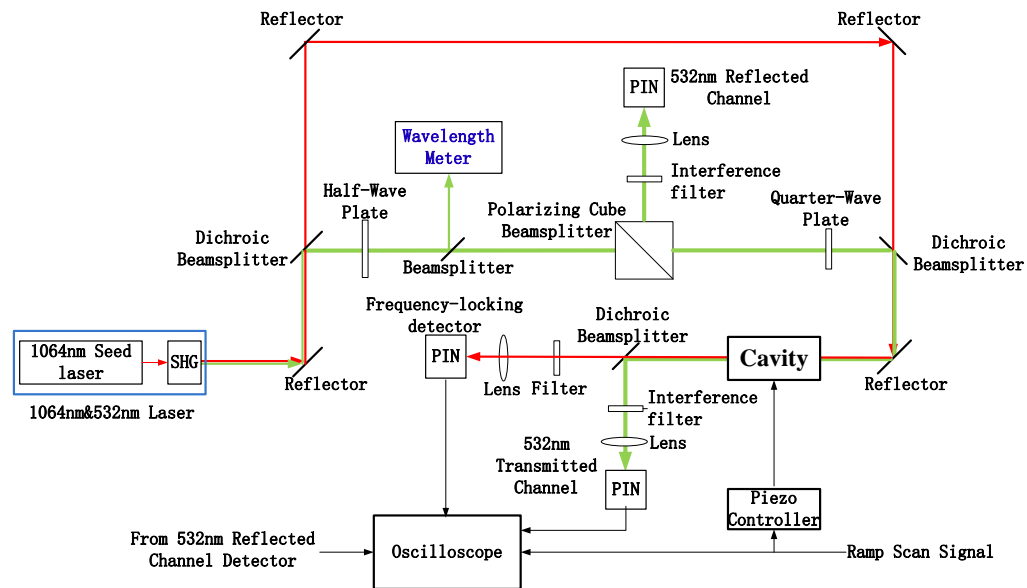 Reflector
Reflector
PIN
532nm Reflected
Channel
Lens
Wavelength
Meter
Interference
filter
Half-Wave
Plate
Quarter-Wave
Plate
Polarizing Cube
Beamsplitter
Dichroic
Beamsplitter
Beamsplitter
Dichroic
Beamsplitter
Frequency-locking
detector
Dichroic
Beamsplitter
1064nm Seed
laser
SHG
PIN
Cavity
Reflector
Lens
Filter
Reflector
1064nm&532nm Laser
Interference
filter
532nm
Transmitted
Channel
Lens
PIN
Piezo
Controller
From 532nm Reflected
Channel Detector
Oscilloscope
Ramp Scan Signal